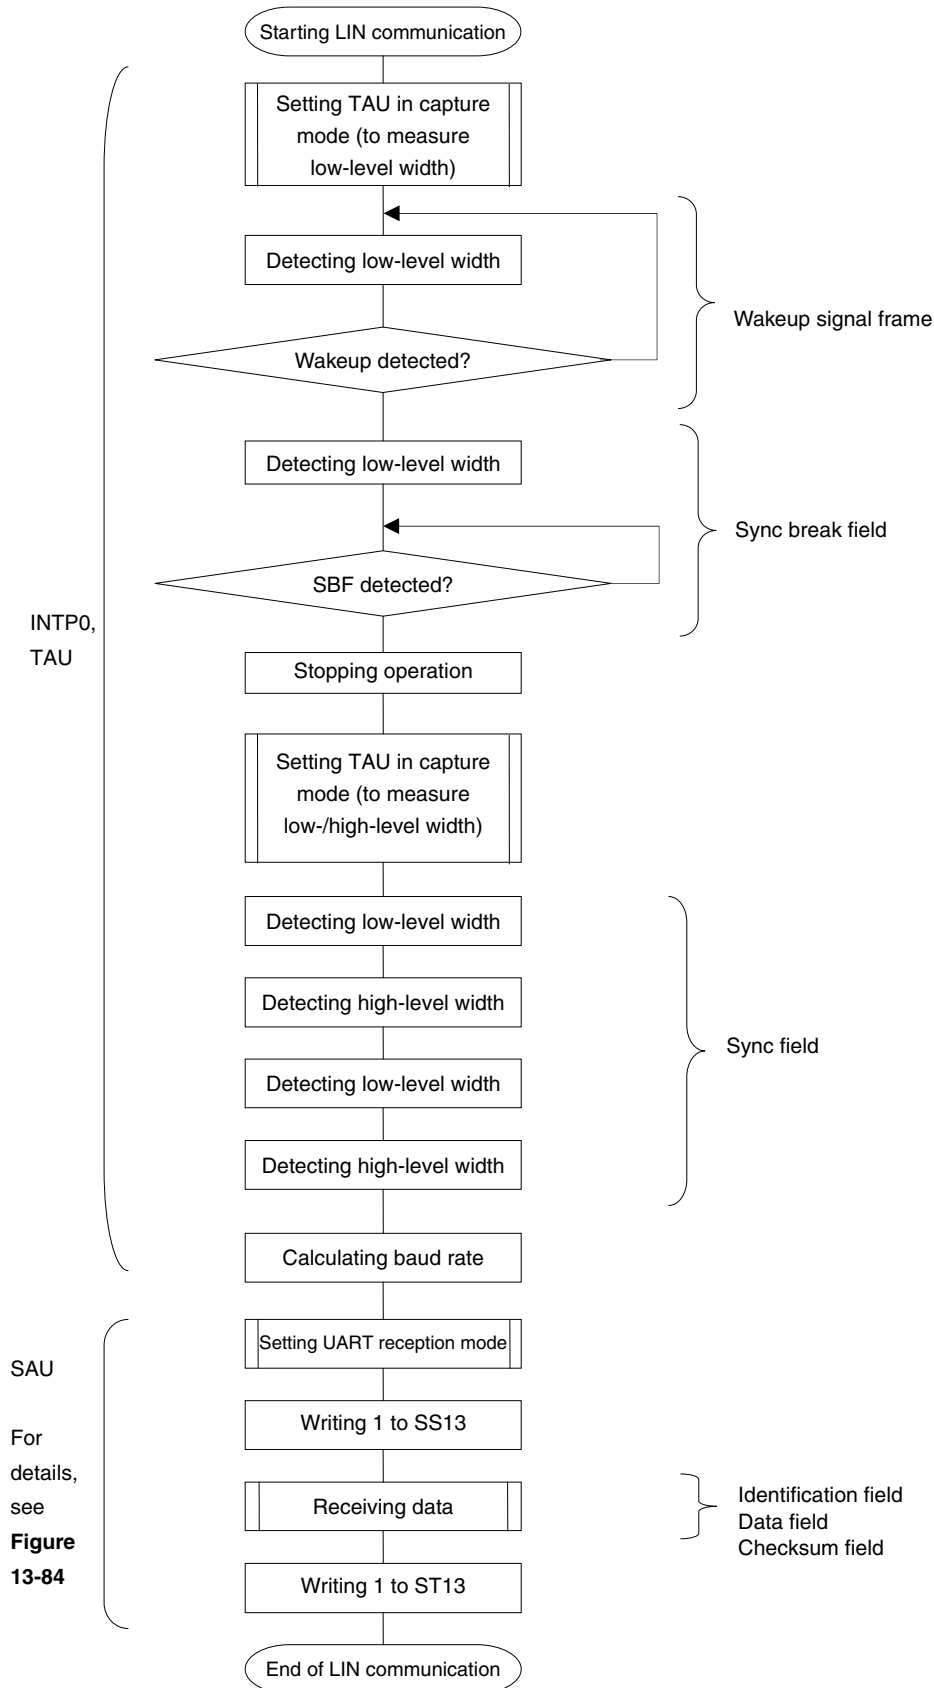 Starting LIN communication
Setting TAU in capture
mode (to measure
low-level width)
Detecting low-level width
Wakeup detected?
Wakeup signal frame
Detecting low-level width
SBF detected?
Sync break field
Stopping operation
INTP0,
TAU
Setting TAU in capture
mode (to measure
low-/high-level width)
Detecting low-level width
Detecting high-level width
Detecting low-level width
Detecting high-level width
Sync field
Calculating baud rate
Setting UART reception mode
Writing 1 to SS13
Receiving data
Writing 1 to ST13
SAU
For
details,
see
Figure
13-84
Identification field
Data field
Checksum field
End of LIN communication